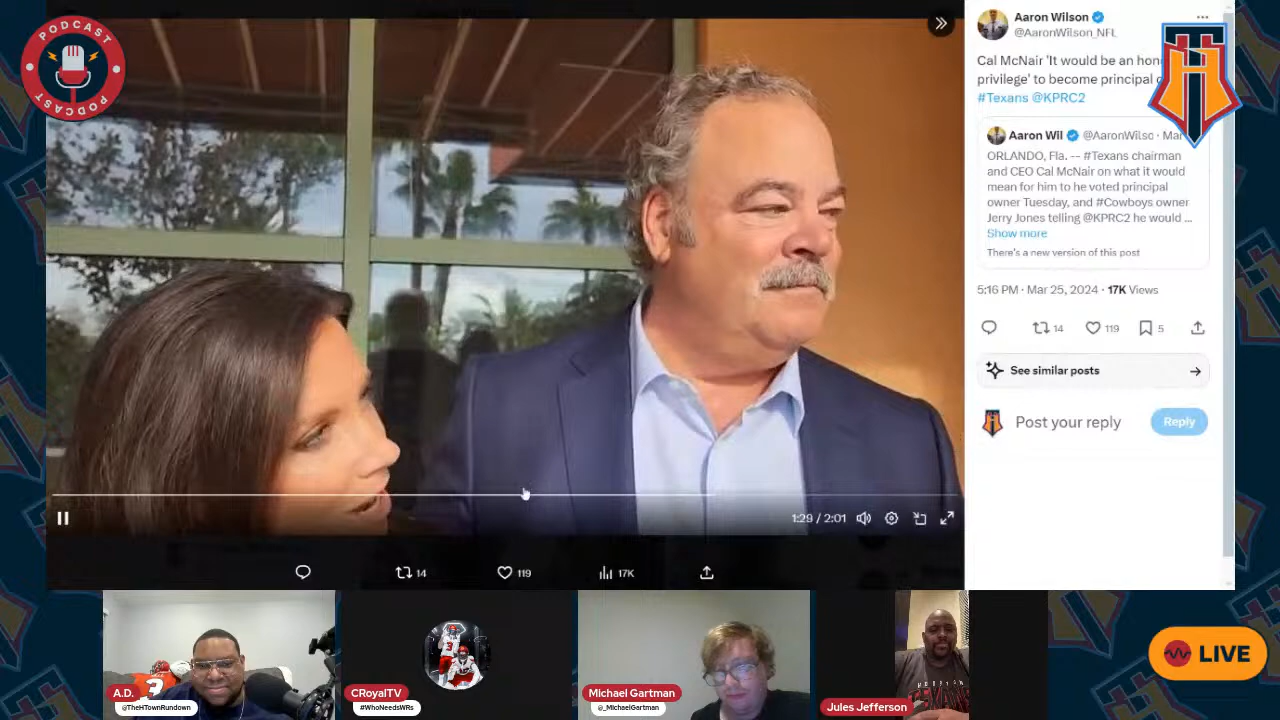 PODCAST
PODCAST
Aaron Wilson
@AaronWilson_NFL
Cal McNair 'It would be an
privilege' to become principal
#Texans @KPRC2
Aaron Wil @AaronWilso · Mar
ORLANDO, Fla. -- #Texans chairman
and CEO Cal McNair on what it would
mean for him to he voted principal
owner Tuesday, and #Cowboys owner
Jerry Jones telling @KPRC2 he would ...
Show more
There's a new version of this post
5:16 PM · Mar 25, 2024 · 17K Views
14 119 5
See similar posts
Post your reply
Reply
1:29 / 2:01
14 119 17K
LIVE
A.D.
@TheHTownRundown
CRoyalTV
#WhoNeedsWRs
Michael Gartman
@_MichaelGartman
Jules Jefferson
TEXANS